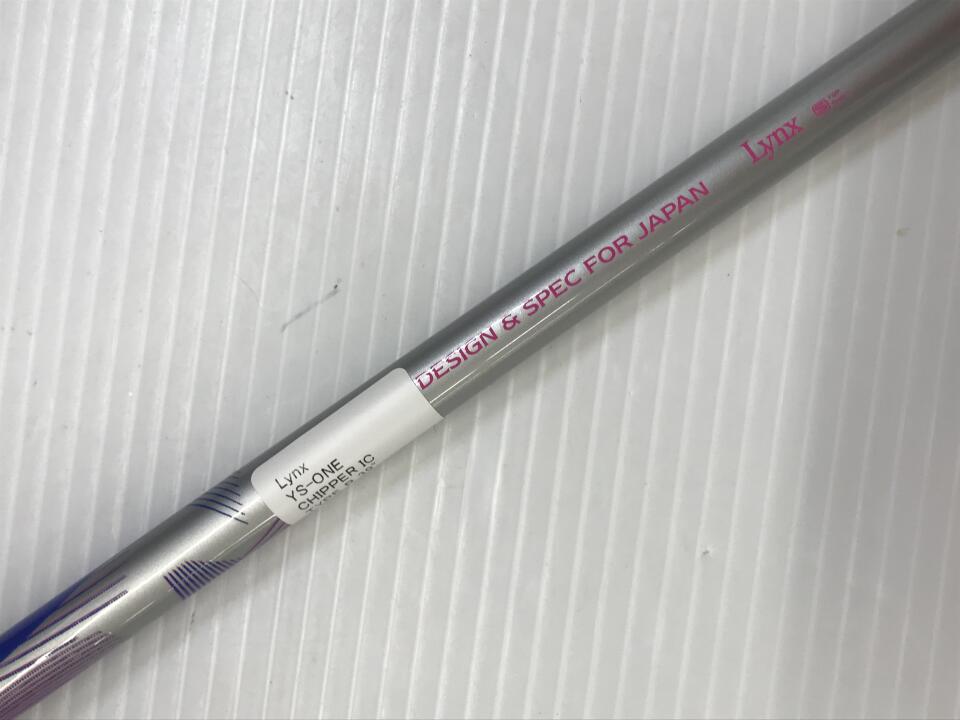 DESIGN & SPEC FOR JAPAN Lynx
Lynx
YS-ONE
CHIPPER IC